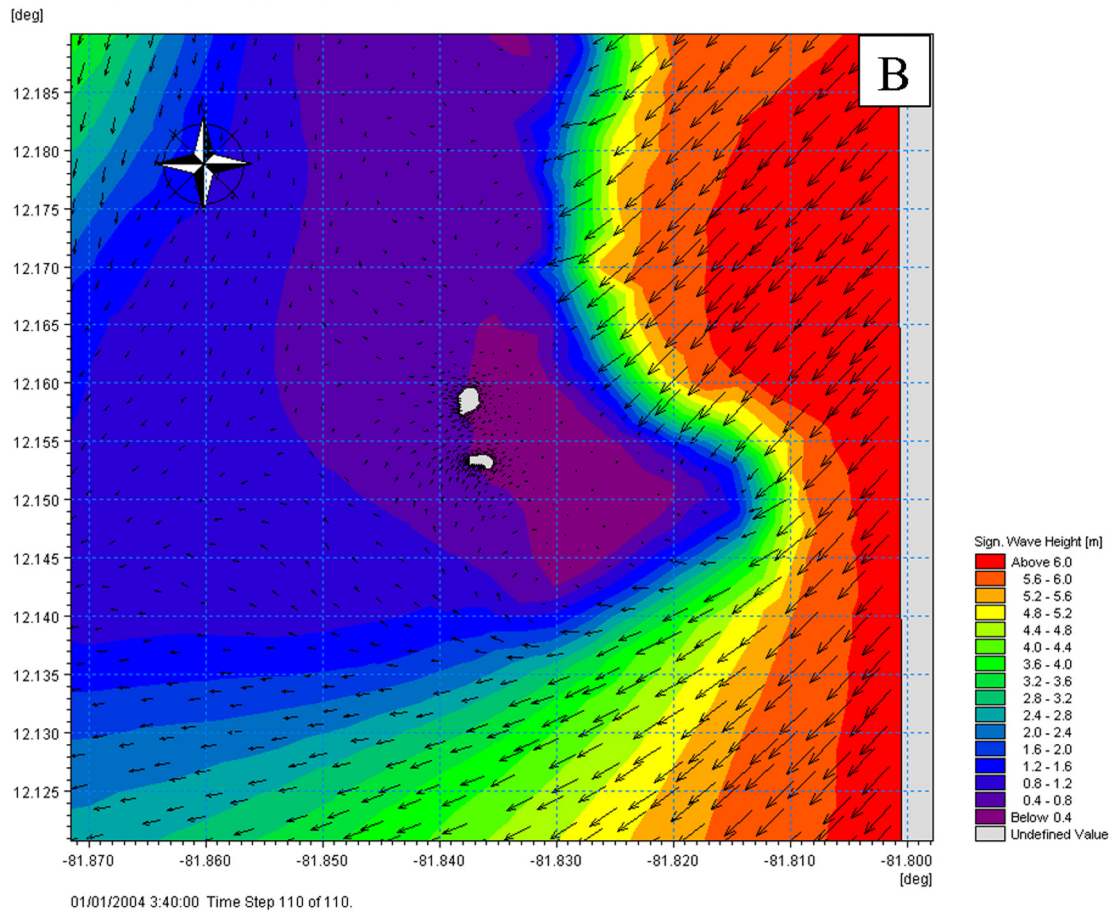 [deg]
B
12.185
12.180
12.175
12.170
12.165
12.160
12.155
12.150
12.145
12.140
12.135
12.130
12.125
-81.870 -81.860 -81.850 -81.840 -81.830 -81.820 -81.810 -81.800
[deg]
01/01/2004 3:40:00 Time Step 110 of 110.
Sign. Wave Height [m]
Above 6.0
5.6 - 6.0
5.2 - 5.6
4.8 - 5.2
4.4 - 4.8
4.0 - 4.4
3.6 - 4.0
3.2 - 3.6
2.8 - 3.2
2.4 - 2.8
2.0 - 2.4
1.6 - 2.0
1.2 - 1.6
0.8 - 1.2
0.4 - 0.8
Below 0.4
Undefined Value